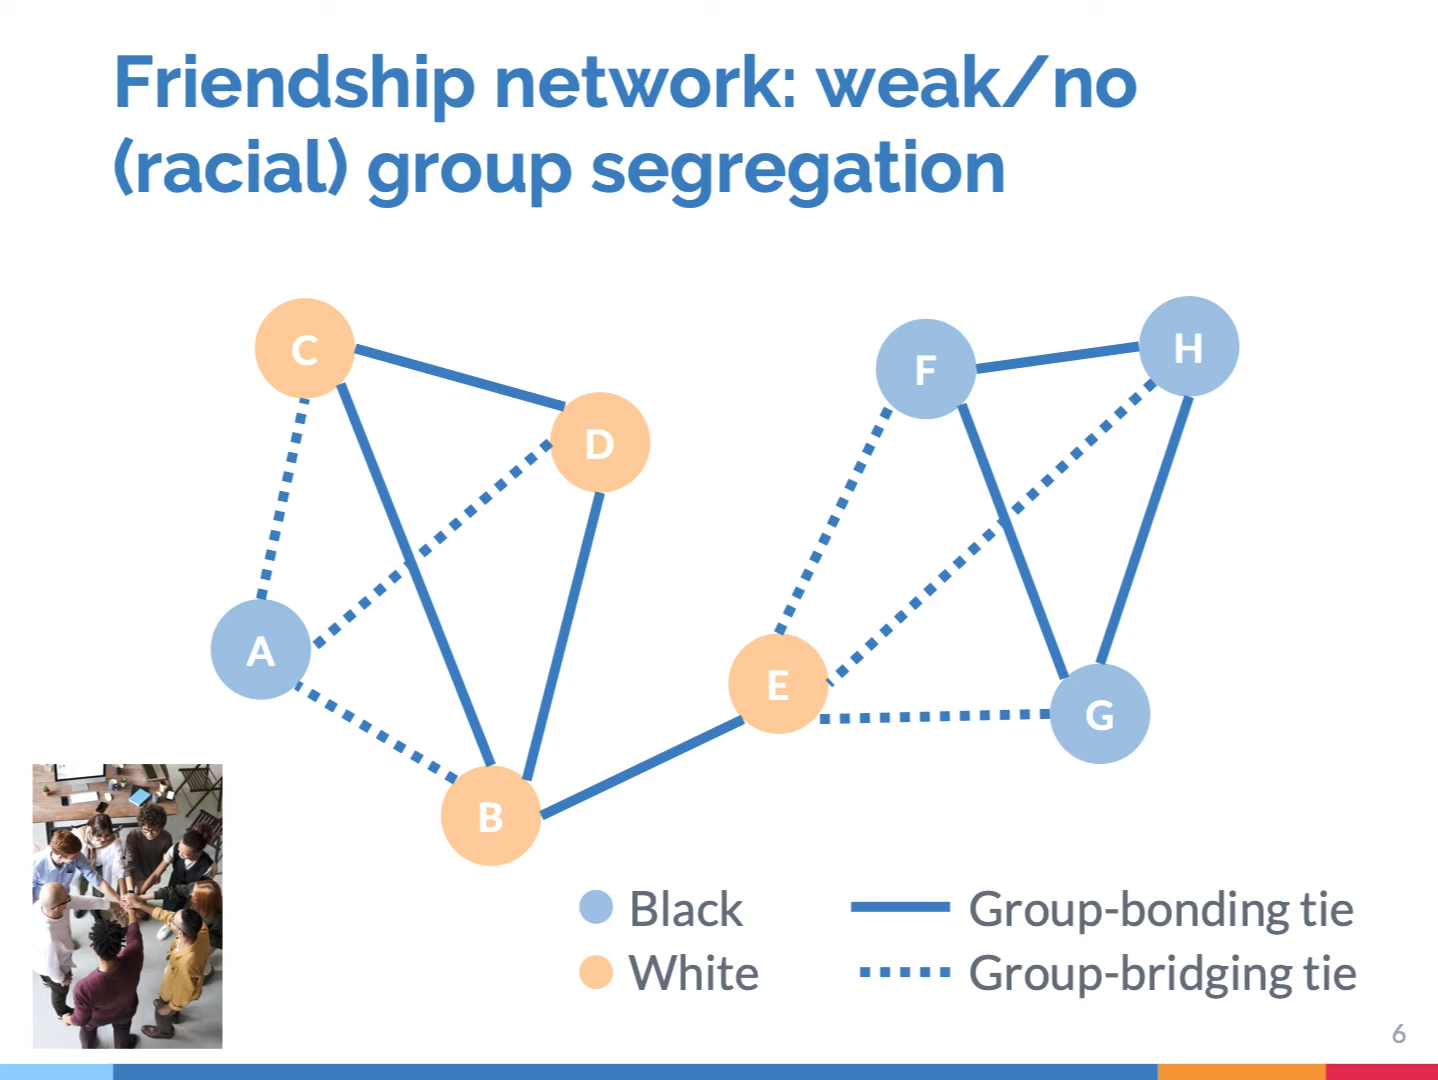 Friendship network: weak/no
(racial) group segregation
C
D
F
H
A
E
G
B
Black
Group-bonding tie
White
Group-bridging tie
6